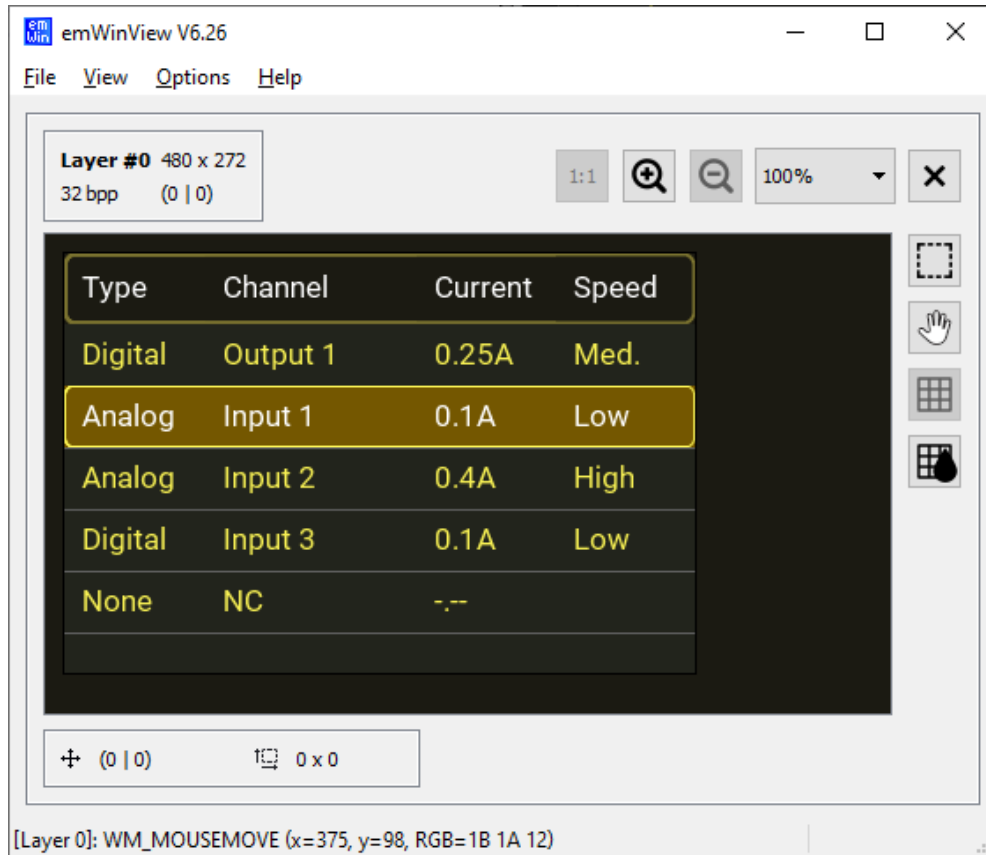 em
Win
emWinView V6.26
File View Options Help
Layer #0 480 x 272
32 bpp (0 | 0)
1:1 100%
Type Channel Current Speed
Digital Output 1 0.25A Med.
Analog Input 1 0.1A Low
Analog Input 2 0.4A High
Digital Input 3 0.1A Low
None NC -.--
(0 | 0) 0 x 0
[Layer 0]: WM_MOUSEMOVE (x=375, y=98, RGB=1B 1A 12)